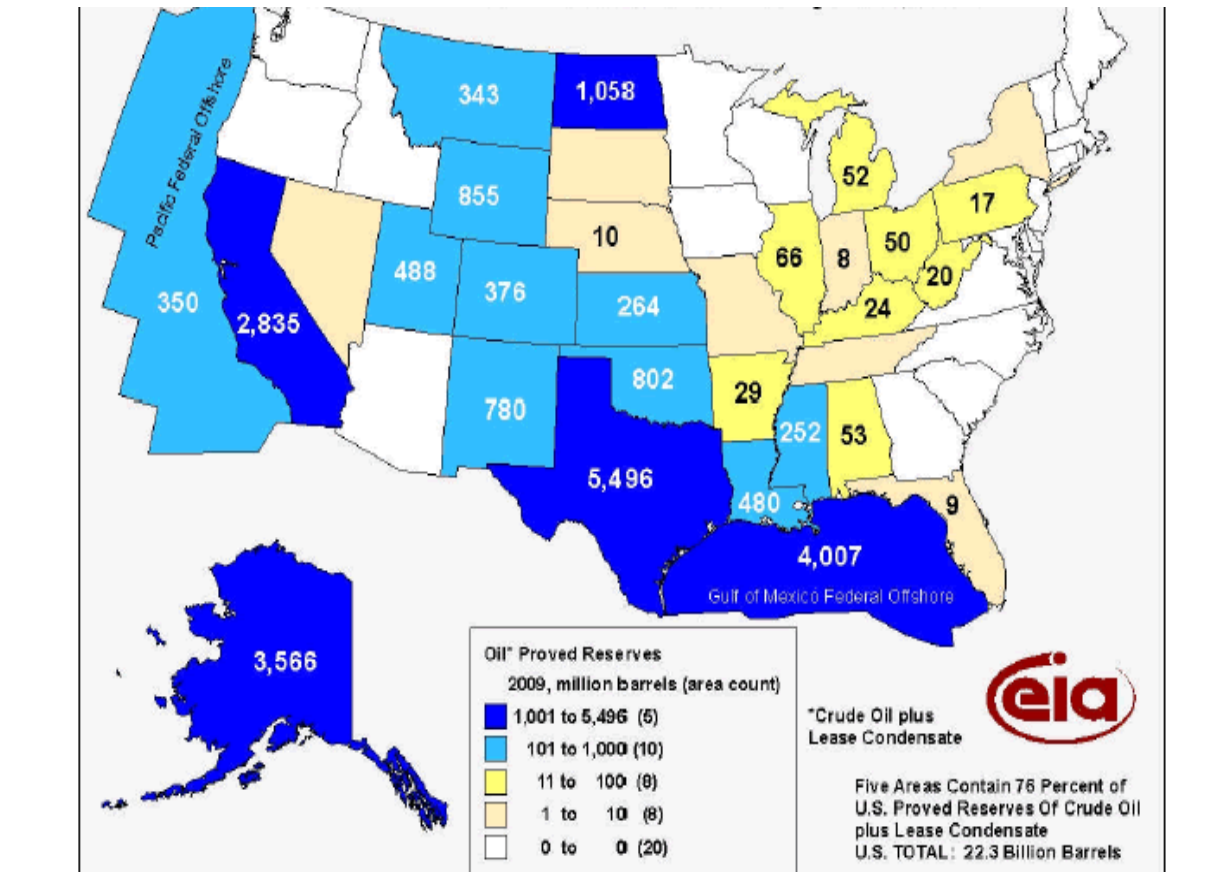 Pacific Federal Offshore
343
1,058
855
10
52
17
66
8
50
20
24
488
376
264
350
2,835
780
802
29
252
53
5,496
480
9
4,007
Gulf of Mexico Federal Offshore
3,566
Oil* Proved Reserves
2009, million barrels (area count)
1,001 to 5,496 (5)
101 to 1,000 (10)
11 to 100 (8)
1 to 10 (8)
0 to 0 (20)
*Crude Oil plus
Lease Condensate
eia
Five Areas Contain 76 Percent of
U.S. Proved Reserves Of Crude Oil
plus Lease Condensate
U.S. TOTAL: 22.3 Billion Barrels